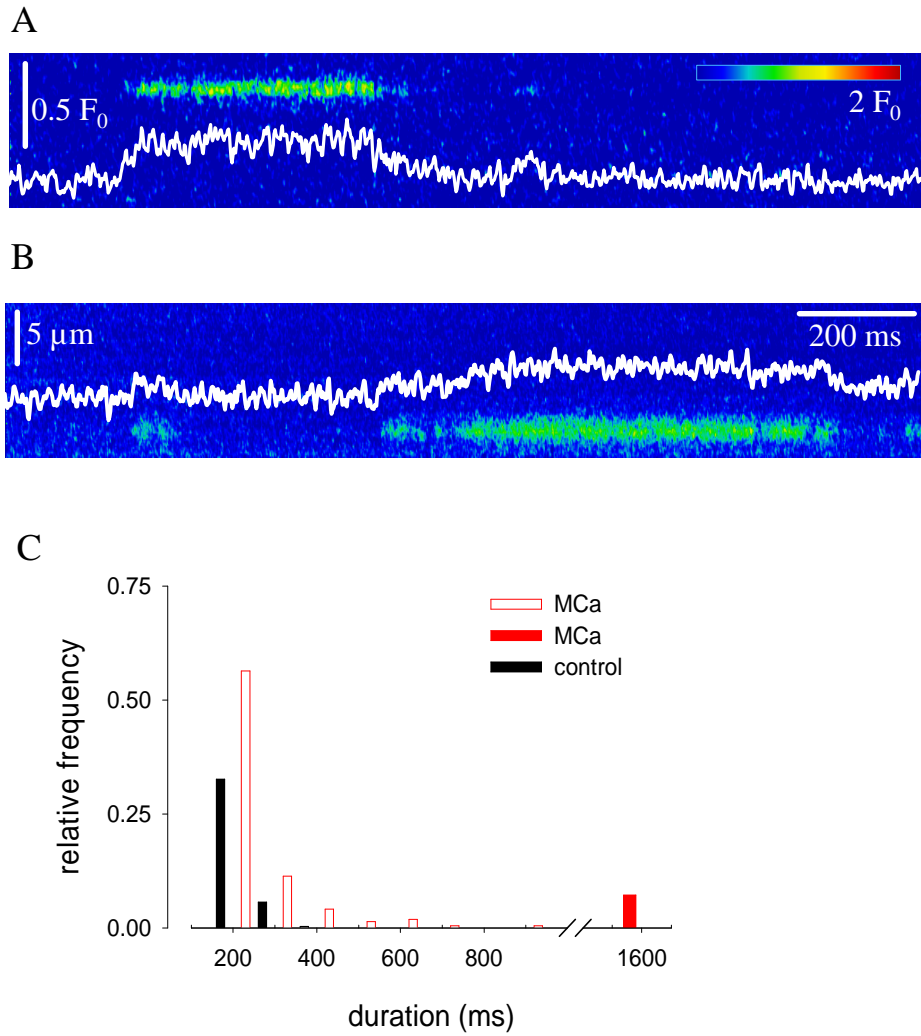 A
0.5 F₀
2 F₀
B
5 µm
200 ms
C
0.75
0.50
0.25
0.00
relative frequency
MCa
MCa
control
200 400 600 800 1600
duration (ms)